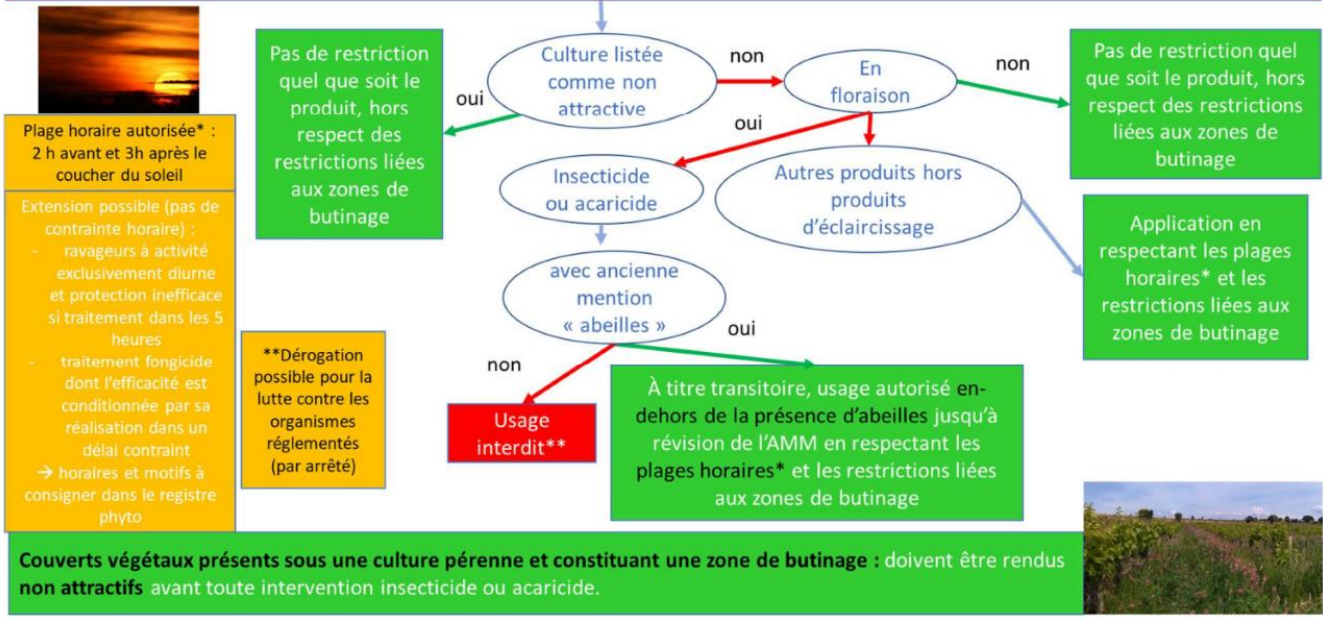 Pas de restriction
quel que soit le
produit, hors
respect des
restrictions
liées aux zones
de butinage
Culture listée
comme non
attractive
non
En
floraison
non
Pas de restriction quel
que soit le produit, hors
respect des restrictions
liées aux zones de
butinage
oui
oui
Plage horaire autorisée* :
2 h avant et 3h après le
coucher du soleil
Extension possible (pas de
contrainte horaire) :
- ravageurs à activité
exclusivement diurne
et protection inefficace
si traitement dans les 5
heures
- traitement fongicide
dont l'efficacité est
conditionnée par sa
réalisation dans un
délai contraint
→ horaires et motifs à
consigner dans le registre
phyto
Insecticide
ou acaricide
Autres produits hors
produits
d'éclaircissage
Application en
respectant les plages
horaires* et les
restrictions liées aux
zones de butinage
avec ancienne
mention
« abeilles »
oui
non
**Dérogation
possible pour la
lutte contre les
organismes
réglementés
(par arrêté)
Usage
interdit**
À titre transitoire, usage autorisé en-
dehors de la présence d'abeilles jusqu'à
révision de l'AMM en respectant les
plages horaires* et les restrictions liées
aux zones de butinage
Couverts végétaux présents sous une culture pérenne et constituant une zone de butinage : doivent être rendus
non attractifs avant toute intervention insecticide ou acaricide.